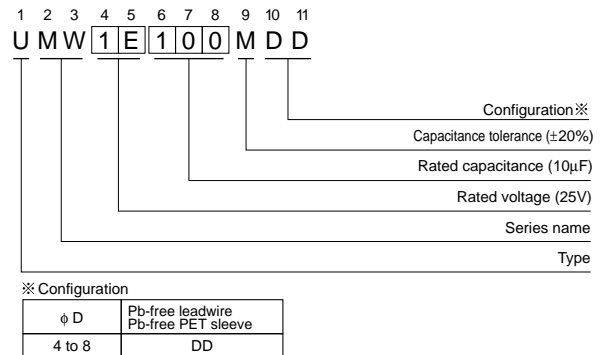 1 2 3 4 5 6 7 8 9 10 11
U M W 1 E 1 0 0 M D D
Configuration※
Capacitance tolerance (±20%)
Rated capacitance (10μF)
Rated voltage (25V)
Series name
Type
※ Configuration
ϕ D
Pb-free leadwire
Pb-free PET sleeve
4 to 8
DD